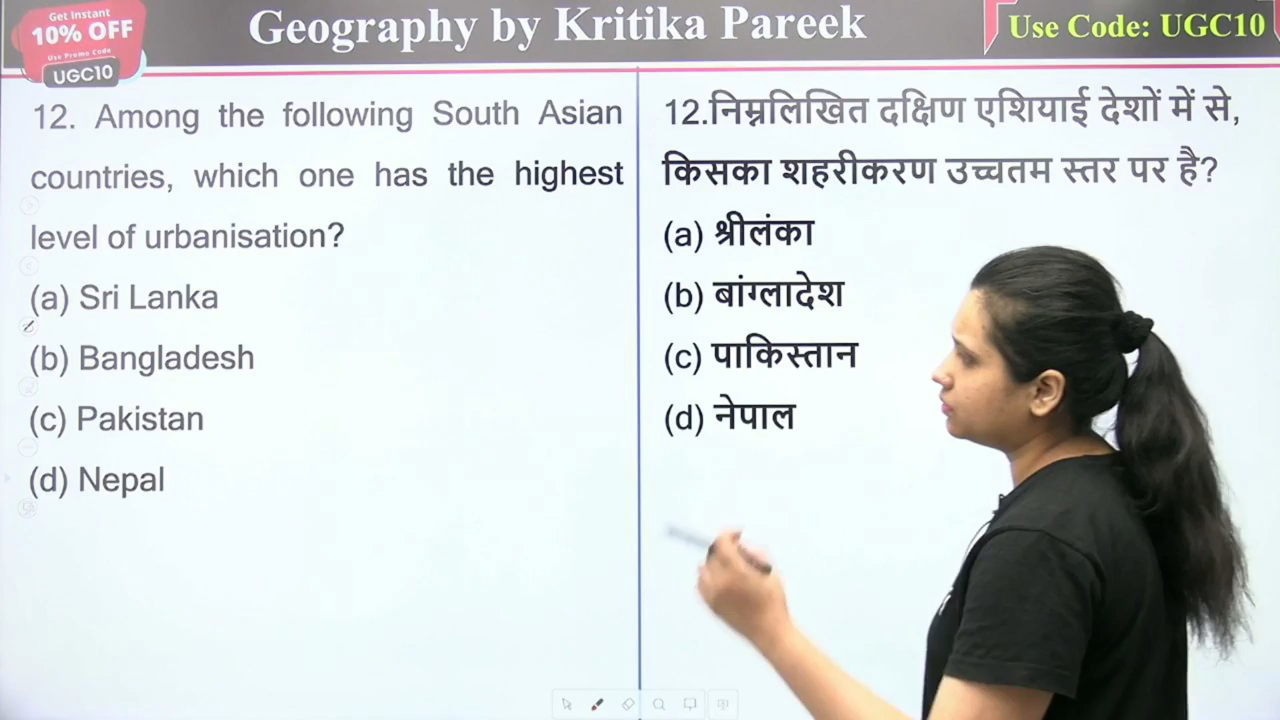 Get Instant
10% OFF
Use Promo Code
UGC10
Geography by Kritika Pareek
Use Code: UGC10
12. Among the following South Asian
countries, which one has the highest
level of urbanisation?
(a) Sri Lanka
(b) Bangladesh
(c) Pakistan
(d) Nepal
12.निम्नलिखित दक्षिण एशियाई देशों में से,
किसका शहरीकरण उच्चतम स्तर पर है?
(a) श्रीलंका
(b) बांग्लादेश
(c) पाकिस्तान
(d) नेपाल